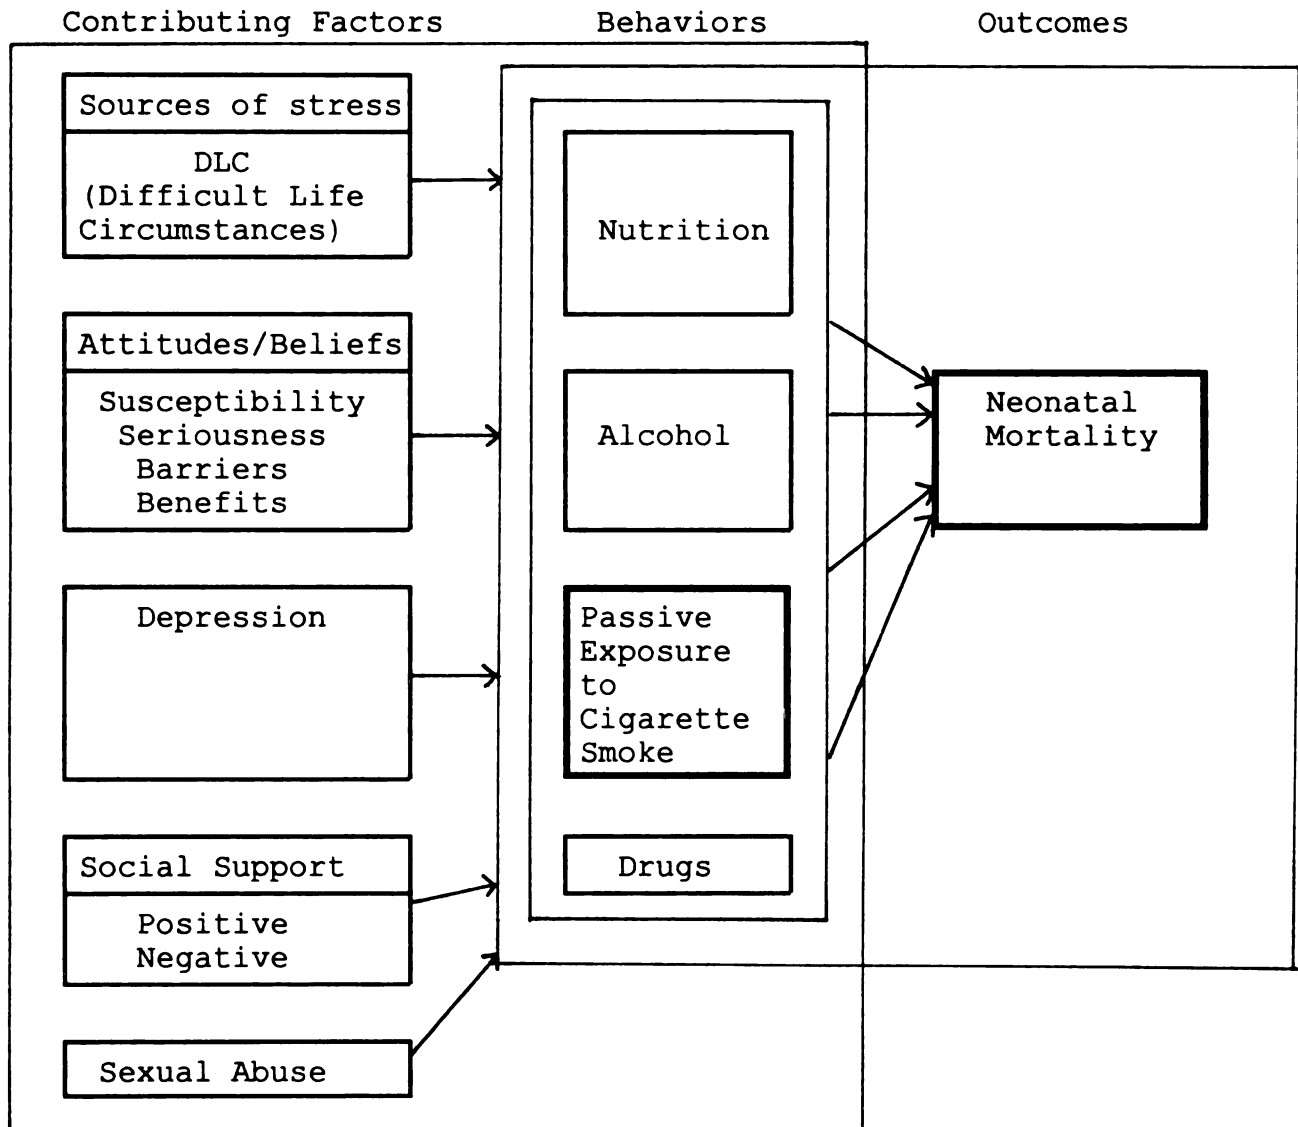 Contributing Factors
Behaviors
Outcomes
Sources of stress
DLC
(Difficult Life
Circumstances)
Attitudes/Beliefs
Susceptibility
Seriousness
Barriers
Benefits
Depression
Social Support
Positive
Negative
Sexual Abuse
Nutrition
Alcohol
Passive
Exposure
to
Cigarette
Smoke
Drugs
Neonatal
Mortality